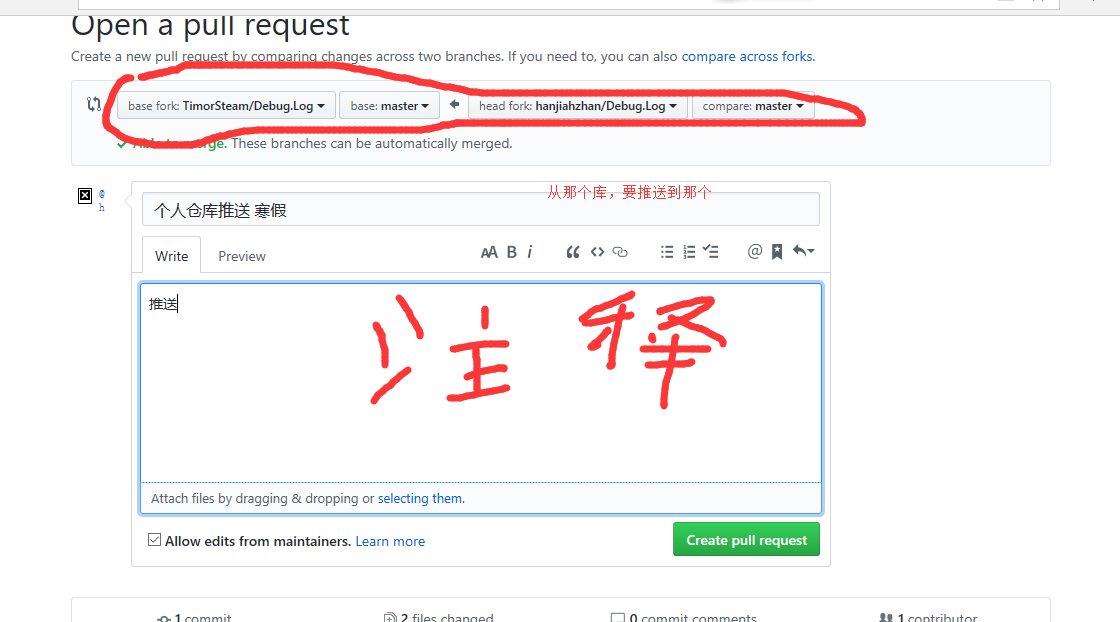 Open a pull request
Create a new pull request by comparing changes across two branches. If you need to, you can also compare across forks.
base fork: TimorSteam/Debug.Log base: master head fork: hanjiahzhan/Debug.Log compare: master
Able to merge. These branches can be automatically merged.
@
h
从那个库，要推送到那个
个人仓库推送 寒假
Write Preview AA B i @
推送
注释
Attach files by dragging & dropping or selecting them.
Allow edits from maintainers. Learn more
Create pull request
1 commit 2 files changed 0 commit comments 1 contributor